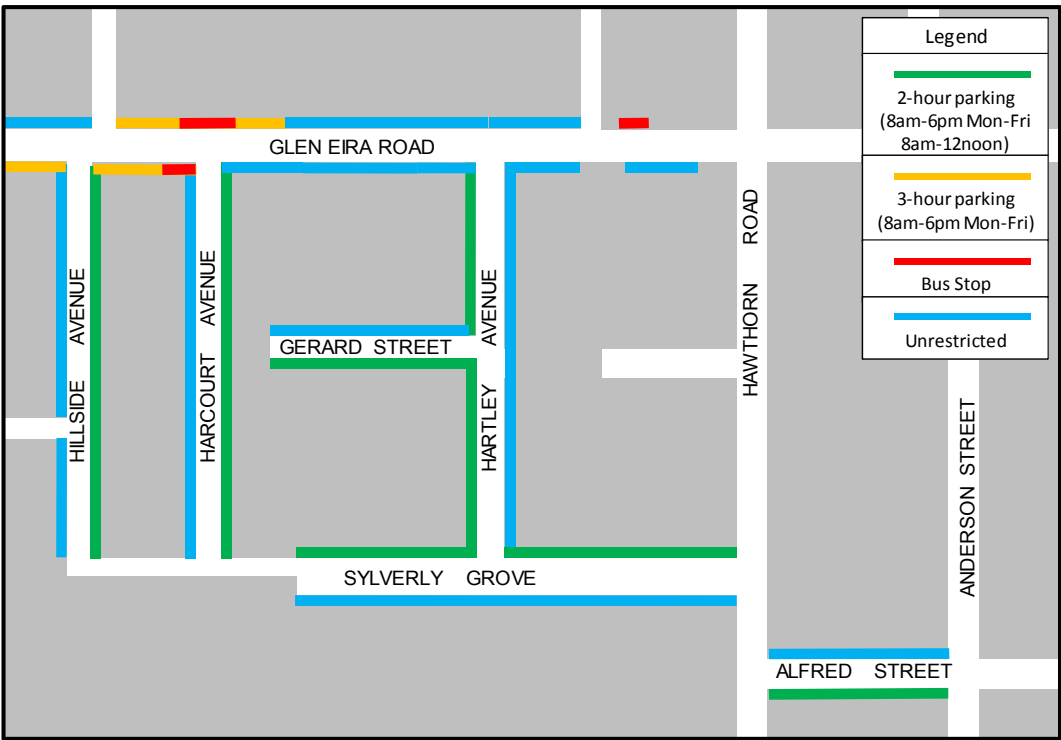 Legend
2-hour parking
(8am-6pm Mon-Fri
8am-12noon)
3-hour parking
(8am-6pm Mon-Fri)
Bus Stop
Unrestricted
GLEN EIRA ROAD
HILLSIDE AVENUE
HARCOURT AVENUE
GERARD STREET
HARTLEY AVENUE
HAWTHORN ROAD
ANDERSON STREET
SYLVERLY GROVE
ALFRED STREET